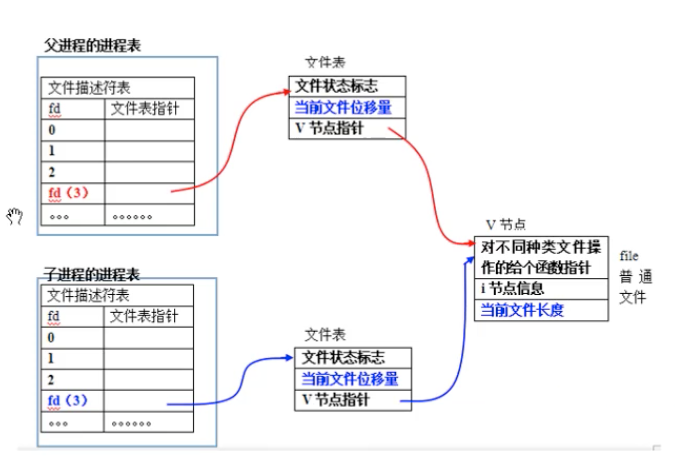 父进程的进程表
文件描述符表
fd 文件表指针
0
1
2
fd（3）
。。。 。。。。。。
文件表
文件状态标志
当前文件位移量
V 节点指针
V 节点
对不同种类文件操
作的给个函数指针
i 节点信息
当前文件长度
file
普 通
文件
子进程的进程表
文件描述符表
fd 文件表指针
0
1
2
fd（3）
。。。 。。。。。。
文件表
文件状态标志
当前文件位移量
V 节点指针